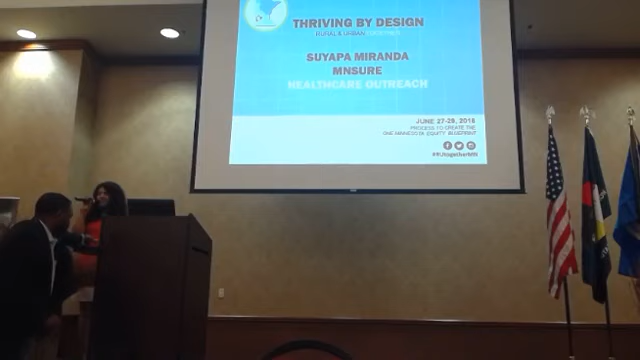 THRIVING BY DESIGN
RURAL & URBAN TOGETHER
SUYAPA MIRANDA
MNSURE
HEALTHCARE OUTREACH
JUNE 27-28, 2018
PROCESS TO CREATE THE
ONE MINNESOTA EQUITY BLUEPRINT